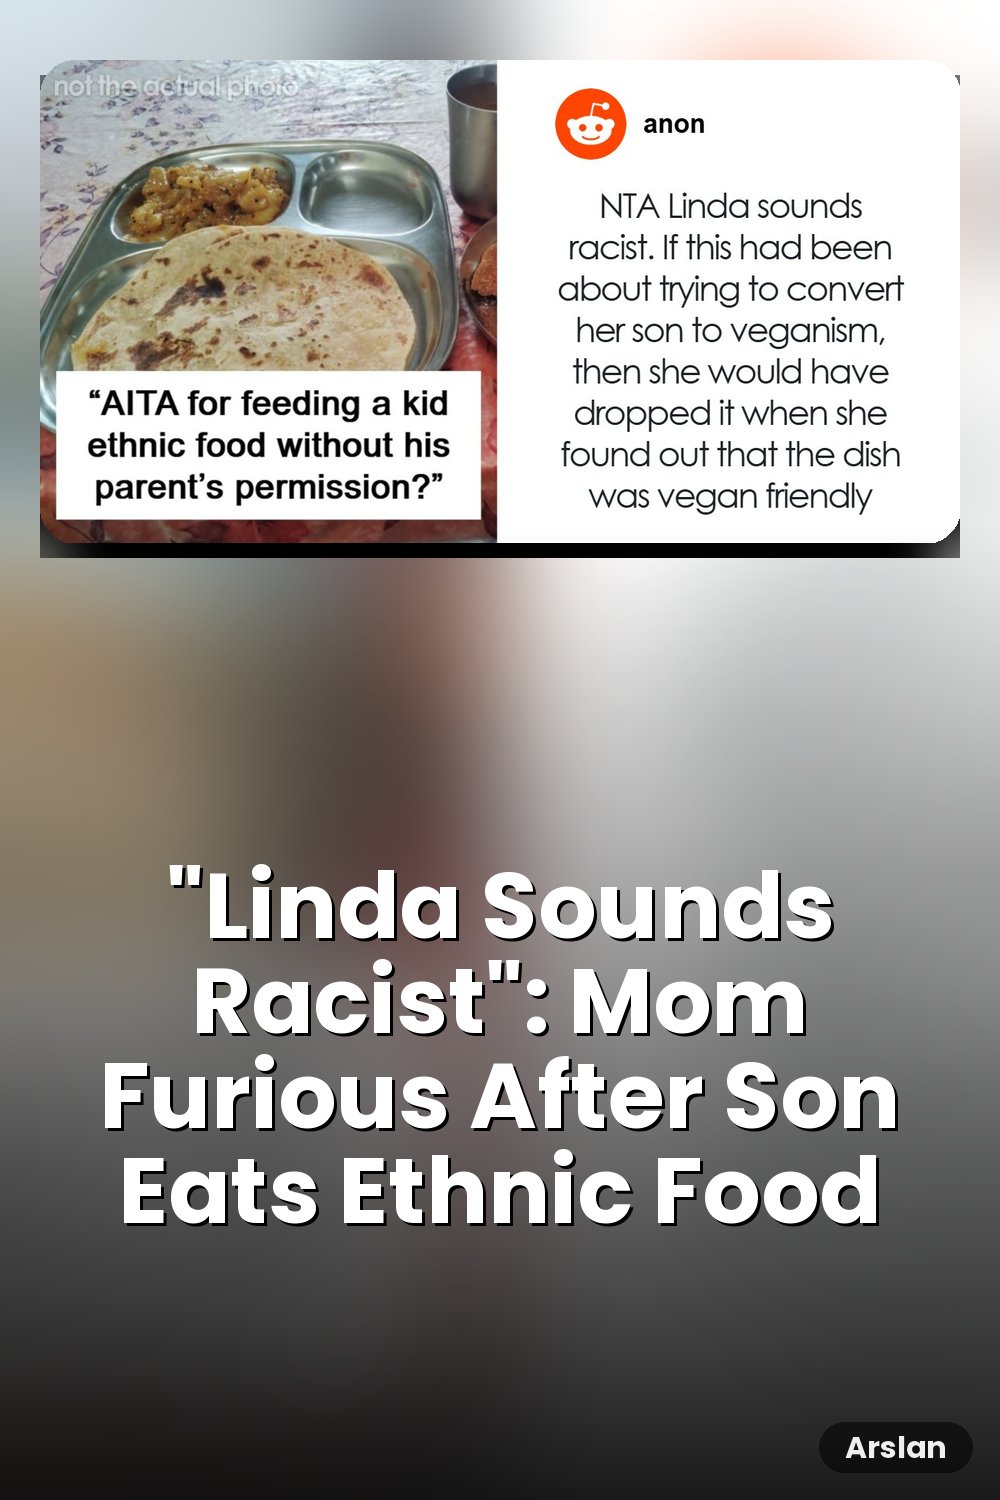 not the actual photo
“AITA for feeding a kid
ethnic food without his
parent’s permission?”
anon
NTA Linda sounds
racist. If this had been
about trying to convert
her son to veganism,
then she would have
dropped it when she
found out that the dish
was vegan friendly
"Linda Sounds
Racist": Mom
Furious After Son
Eats Ethnic Food
Arslan